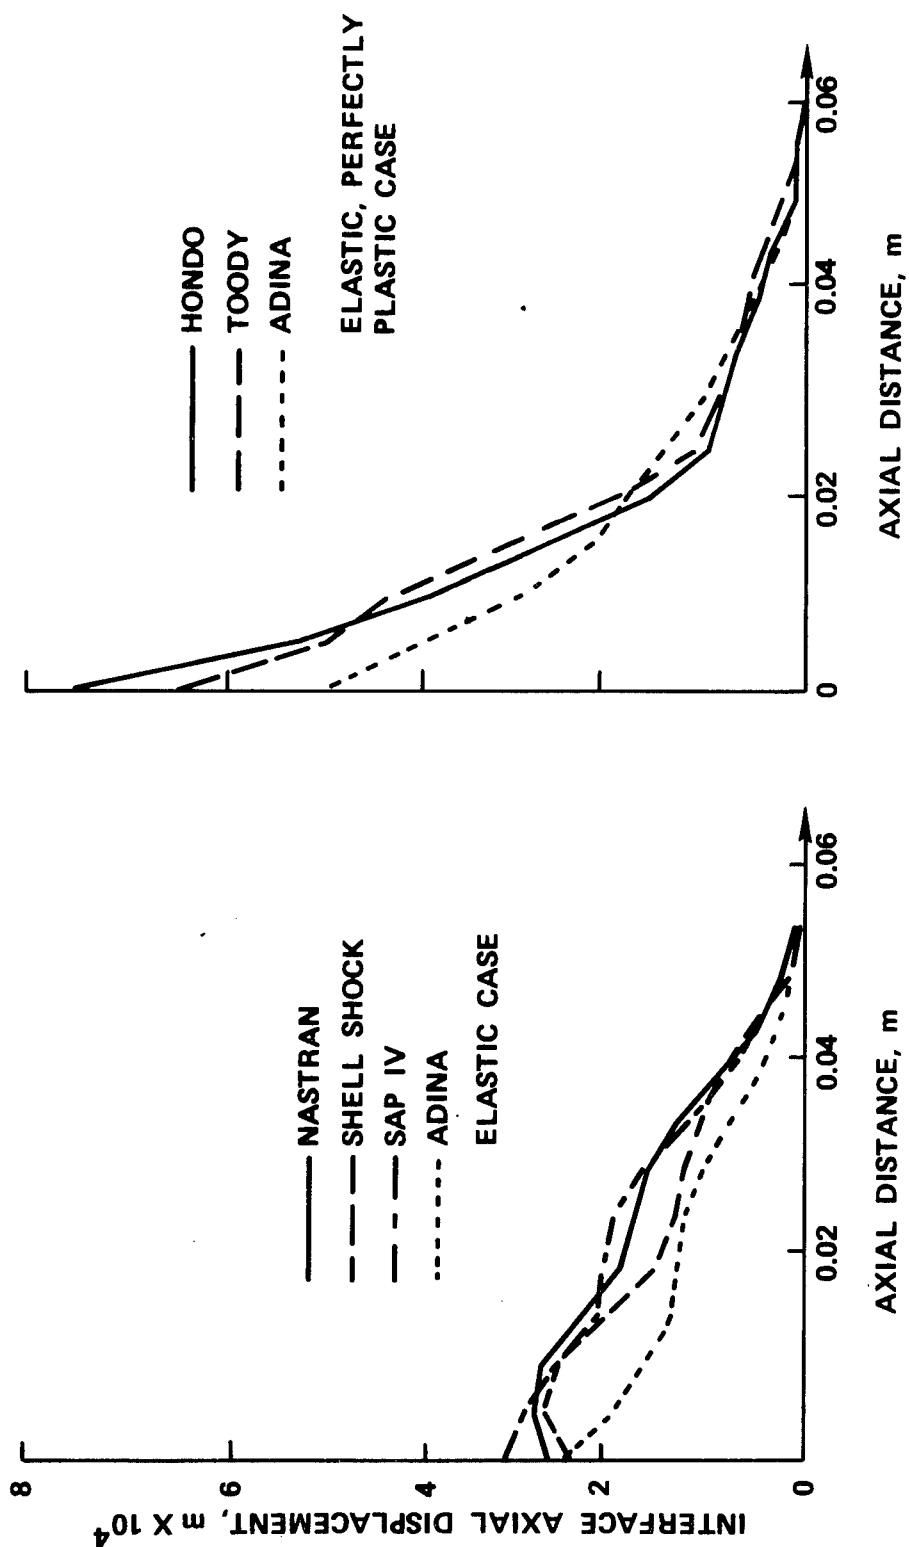 INTERFACE AXIAL DISPLACEMENT, m X 10⁴
8
6
4
2
0
NASTRAN
SHELL SHOCK
SAP IV
ADINA
ELASTIC CASE
0.02
0.04
0.06
AXIAL DISTANCE, m
HONDO
TOODY
ADINA
ELASTIC, PERFECTLY
PLASTIC CASE
0
0.02
0.04
0.06
AXIAL DISTANCE, m